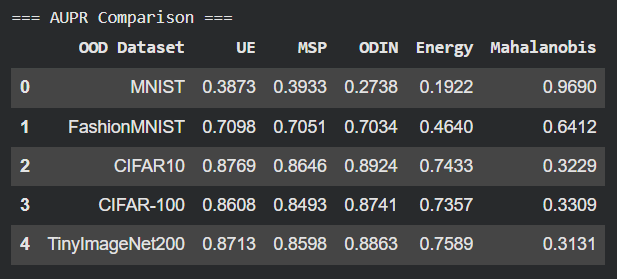 === AUPR Comparison ===
OOD Dataset UE MSP ODIN Energy Mahalanobis
0 MNIST 0.3873 0.3933 0.2738 0.1922 0.9690
1 FashionMNIST 0.7098 0.7051 0.7034 0.4640 0.6412
2 CIFAR10 0.8769 0.8646 0.8924 0.7433 0.3229
3 CIFAR-100 0.8608 0.8493 0.8741 0.7357 0.3309
4 TinyImageNet200 0.8713 0.8598 0.8863 0.7589 0.3131